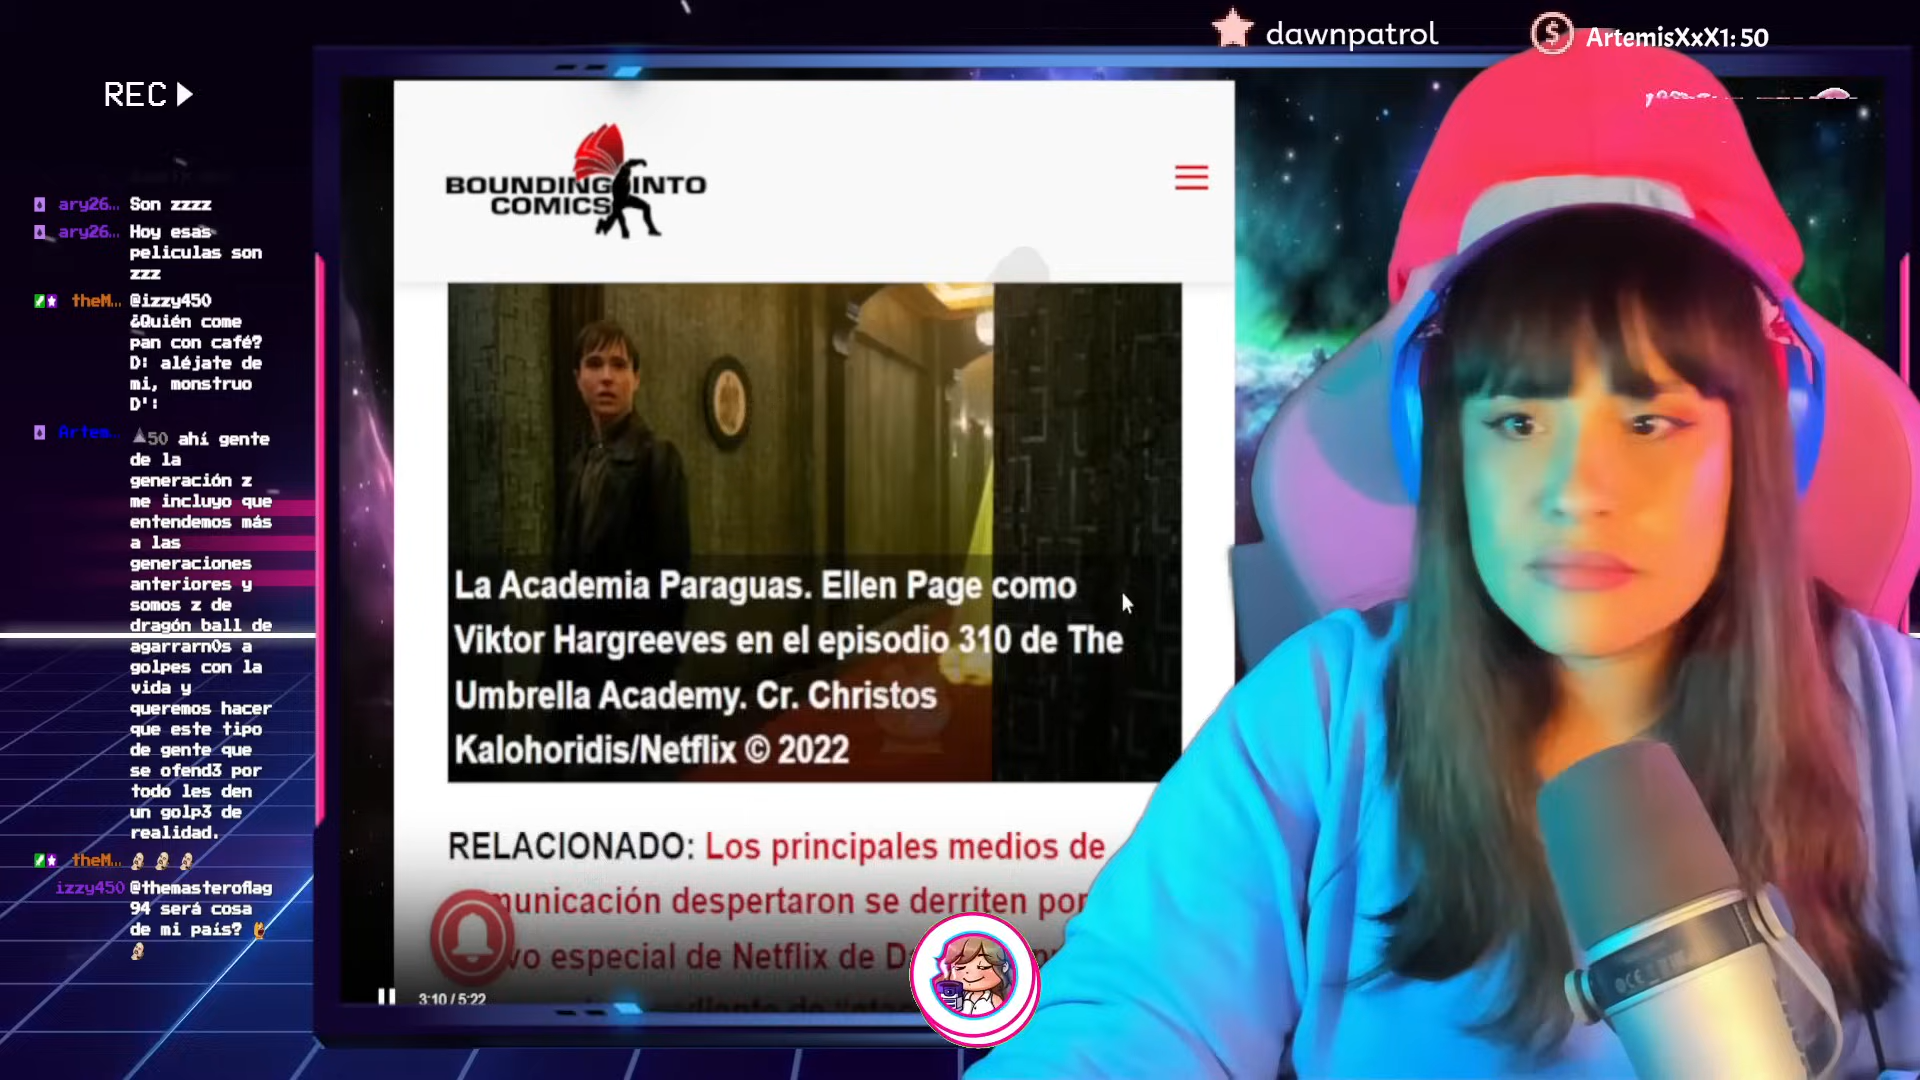 dawnpatrol
ArtemisXxX1: 50
REC
ary26... Son zzzz
ary26... Hoy esas
peliculas son
zzz
theM... @izzy450
¿Quién come
pan con café?
D: aléjate de
mi, monstruo
D':
Artem... 50 ahí gente
de la
generación z
me incluyo que
entendemos más
a las
generaciones
anteriores y
somos z de
dragón ball de
agarrarn0s a
golpes con la
vida y
queremos hacer
que este tipo
de gente que
se ofend3 por
todo les den
un golp3 de
realidad.
theM...
izzy450 @themasteroflag
94 será cosa
de mi país?
BOUNDING INTO
COMICS
La Academia Paraguas. Ellen Page como
Viktor Hargreeves en el episodio 310 de The
Umbrella Academy. Cr. Christos
Kalohoridis/Netflix © 2022
RELACIONADO: Los principales medios de
municación despertaron se derriten por
vo especial de Netflix de
3:10 / 5:22